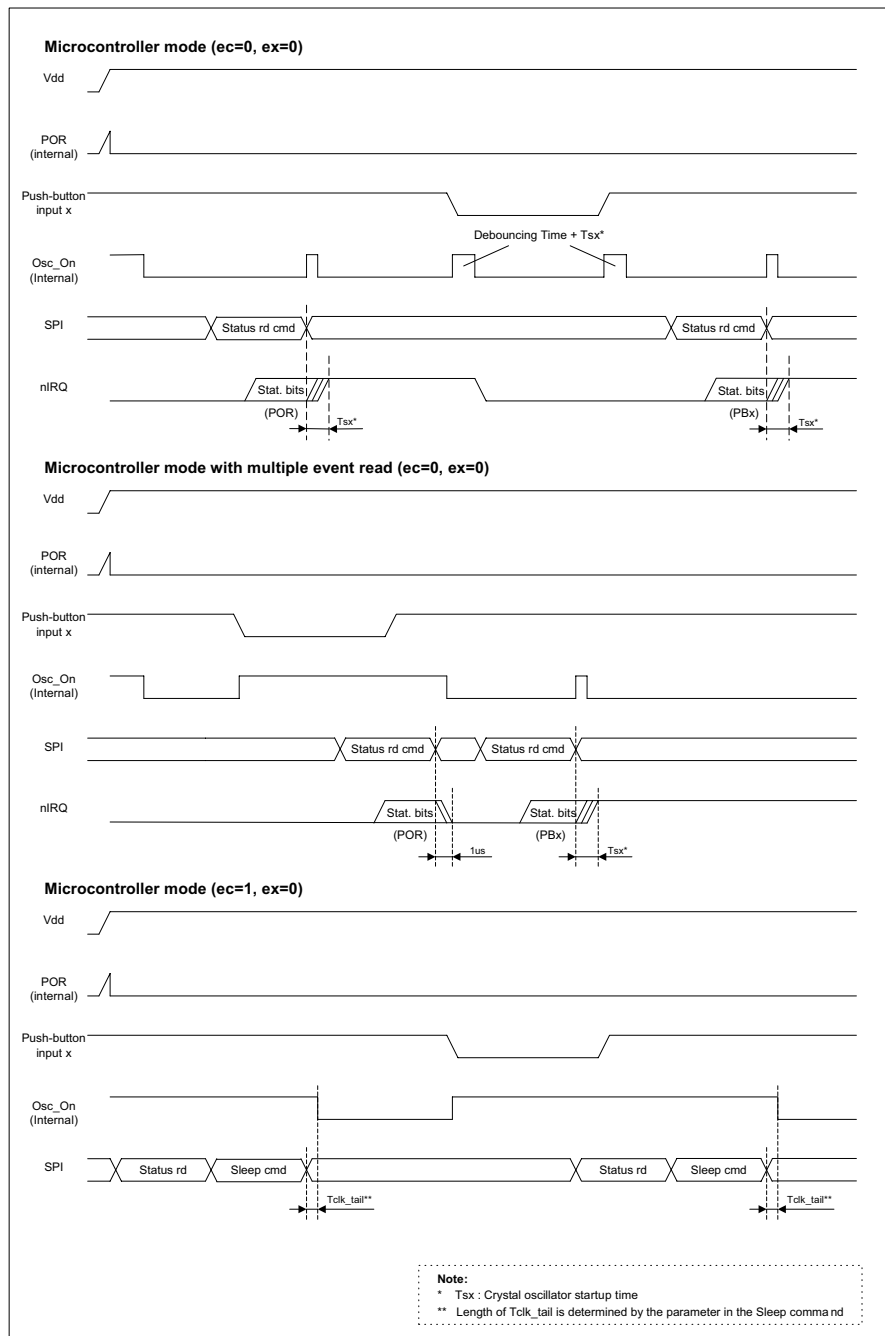 Microcontroller mode (ec=0, ex=0)
Vdd
POR
(internal)
Push-button
input x
Debouncing Time + Tsx*
Osc_On
(Internal)
SPI
Status rd cmd
Status rd cmd
nIRQ
Stat. bits
Stat. bits
(POR)
(PBx)
Tsx*
Tsx*
Microcontroller mode with multiple event read (ec=0, ex=0)
Vdd
POR
(internal)
Push-button
input x
Osc_On
(Internal)
SPI
Status rd cmd
Status rd cmd
nIRQ
Stat. bits
Stat. bits
(POR)
(PBx)
1us
Tsx*
Microcontroller mode (ec=1, ex=0)
Vdd
POR
(internal)
Push-button
input x
Osc_On
(Internal)
SPI
Status rd
Sleep cmd
Status rd
Sleep cmd
Tclk_tail**
Tclk_tail**
Note:
* Tsx : Crystal oscillator startup time
** Length of Tclk_tail is determined by the parameter in the Sleep command